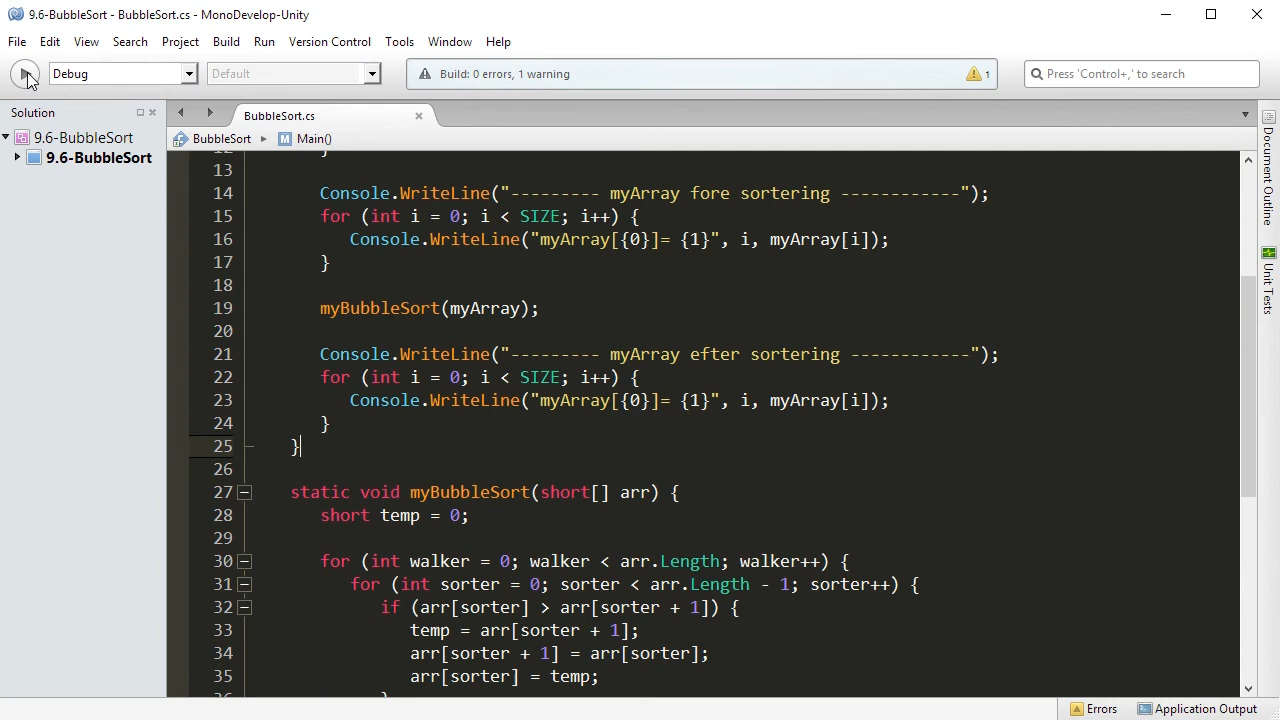 9.6-BubbleSort - BubbleSort.cs - MonoDevelop-Unity
File Edit View Search Project Build Run Version Control Tools Window Help
Debug Default Build: 0 errors, 1 warning 1 Press 'Control+,' to search
Solution
9.6-BubbleSort
9.6-BubbleSort
BubbleSort.cs
BubbleSort Main()
12 }
13
14 Console.WriteLine("--------- myArray fore sortering ------------");
15 for (int i = 0; i < SIZE; i++) {
16 Console.WriteLine("myArray[{0}]= {1}", i, myArray[i]);
17 }
18
19 myBubbleSort(myArray);
20
21 Console.WriteLine("--------- myArray efter sortering ------------");
22 for (int i = 0; i < SIZE; i++) {
23 Console.WriteLine("myArray[{0}]= {1}", i, myArray[i]);
24 }
25 }
26
27 static void myBubbleSort(short[] arr) {
28 short temp = 0;
29
30 for (int walker = 0; walker < arr.Length; walker++) {
31 for (int sorter = 0; sorter < arr.Length - 1; sorter++) {
32 if (arr[sorter] > arr[sorter + 1]) {
33 temp = arr[sorter + 1];
34 arr[sorter + 1] = arr[sorter];
35 arr[sorter] = temp;
36 }
Document Outline
Unit Tests
Errors Application Output